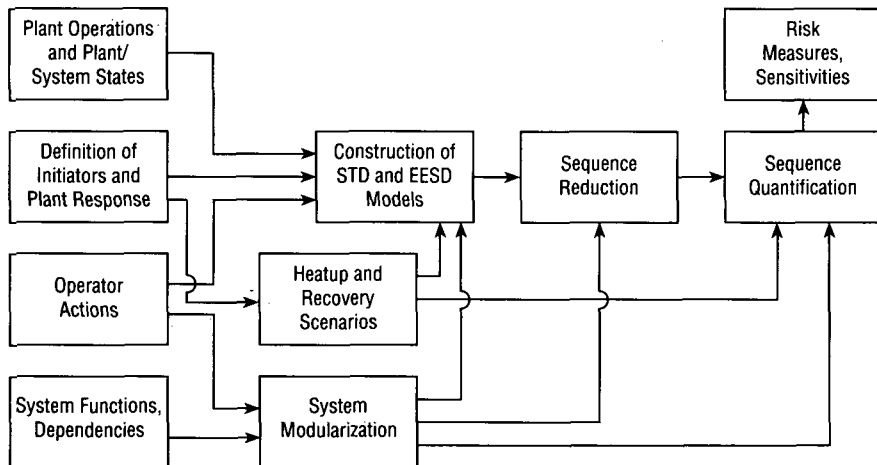 Plant Operations
and Plant/
System States
Risk
Measures,
Sensitivities
Definition of
Initiators and
Plant Response
Construction of
STD and EESD
Models
Sequence
Reduction
Sequence
Quantification
Operator
Actions
Heatup and
Recovery
Scenarios
System Functions,
Dependencies
System
Modularization